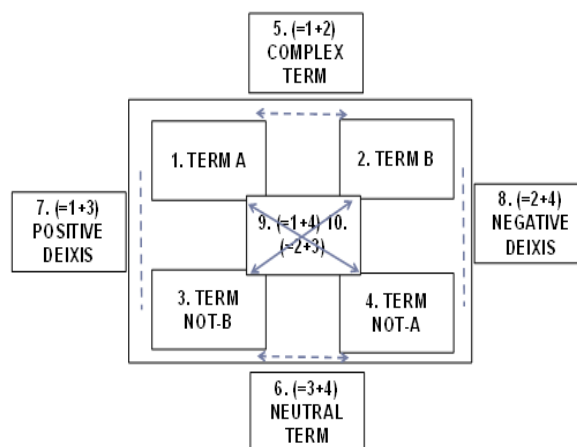 5. (=1+2)
COMPLEX
TERM
1. TERM A
2. TERM B
7. (=1+3)
POSITIVE
DEIXIS
9. (=1+4) 10.
(=2+3)
8. (=2+4)
NEGATIVE
DEIXIS
3. TERM
NOT-B
4. TERM
NOT-A
6. (=3+4)
NEUTRAL
TERM